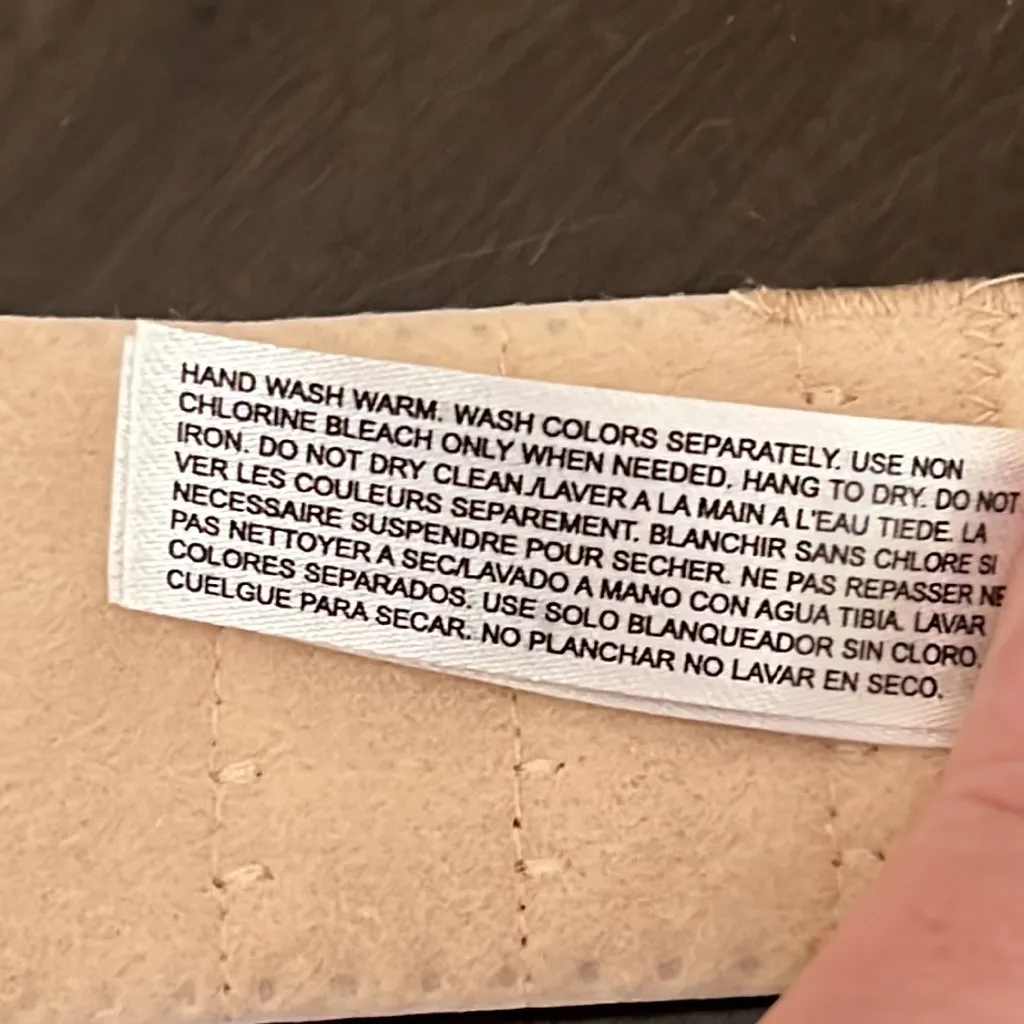 HAND WASH WARM. WASH COLORS SEPARATELY. USE NON
CHLORINE BLEACH ONLY WHEN NEEDED. HANG TO DRY. DO NOT
IRON. DO NOT DRY CLEAN./LAVER A LA MAIN A L'EAU TIEDE. LA
VER LES COULEURS SEPAREMENT. BLANCHIR SANS CHLORE SI
NECESSAIRE SUSPENDRE POUR SECHER. NE PAS REPASSER NE
PAS NETTOYER A SEC/LAVADO A MANO CON AGUA TIBIA. LAVAR
COLORES SEPARADOS. USE SOLO BLANQUEADOR SIN CLORO.
CUELGUE PARA SECAR. NO PLANCHAR NO LAVAR EN SECO.